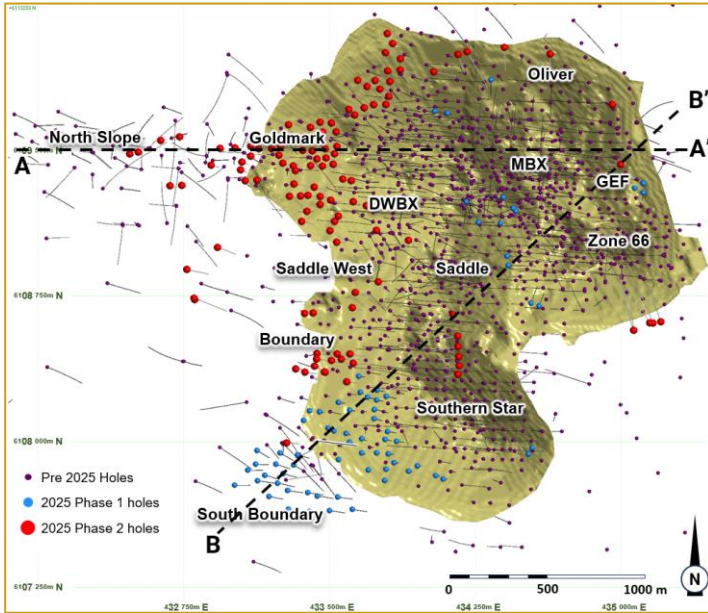 6110250 N
Oliver
B'
North Slope
Goldmark
A
A'
MBX
GEF
DWBX
Zone 66
Saddle West
Saddle
6108 750m N
Boundary
Southern Star
6108 000m N
Pre 2025 Holes
2025 Phase 1 holes
2025 Phase 2 holes
South Boundary
B
N
0 500 1000 m
6107 250m N
432 750m E
433 500m E
434 250m E
435 000m E